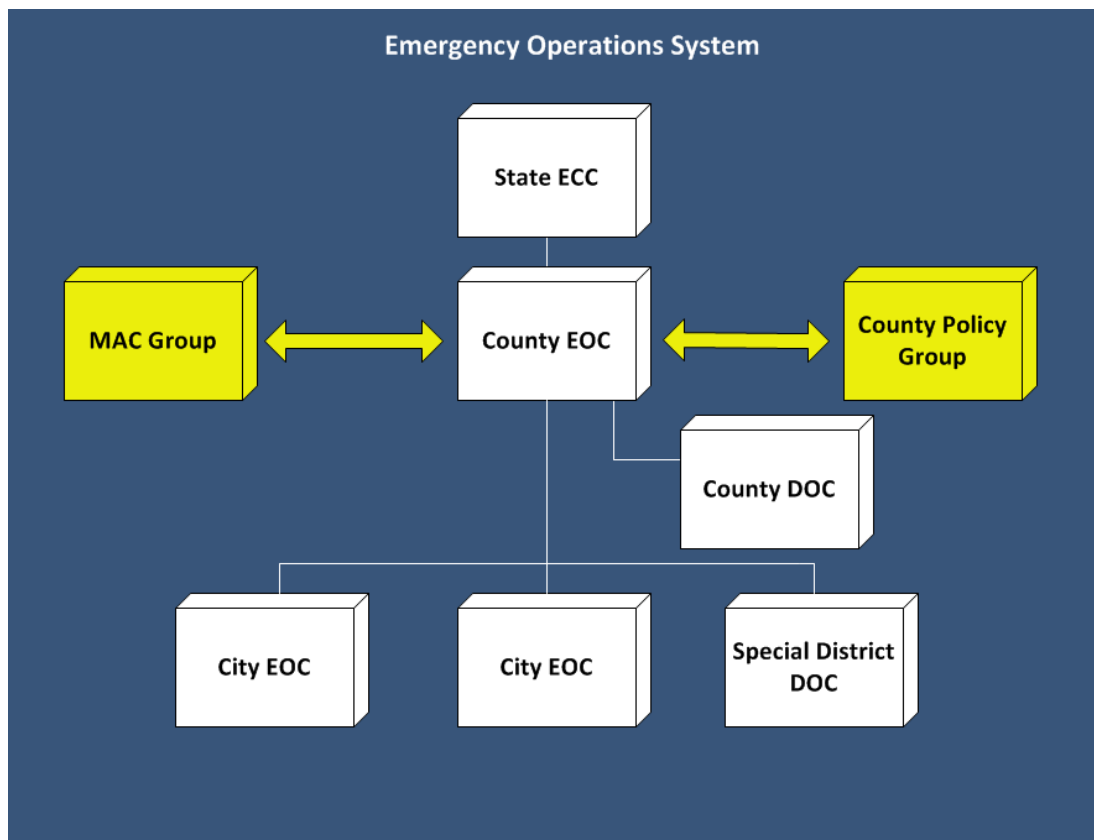 Emergency Operations System
State ECC
MAC Group
County EOC
County Policy
Group
County DOC
City EOC
City EOC
Special District
DOC